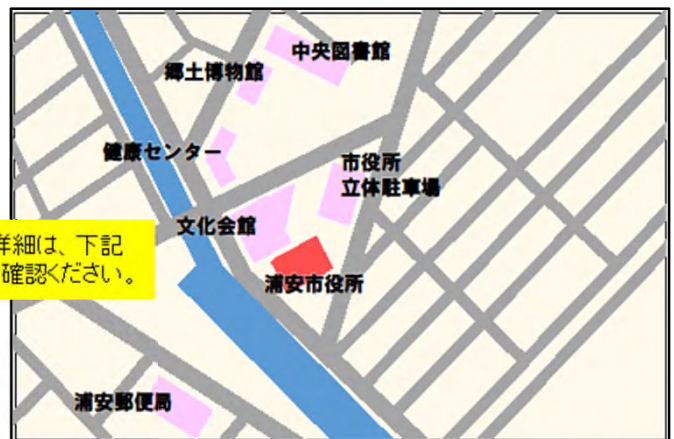 中央図書館
郷土博物館
健康センター
市役所
立体駐車場
文化会館
詳細は、下記
確認ください。
浦安市役所
浦安郵便局